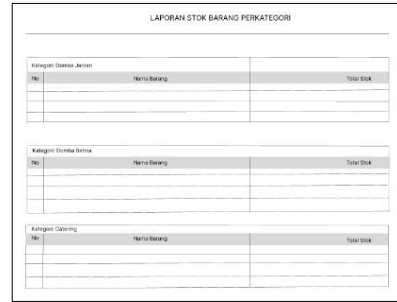 LAPORAN STOK BARANG PERKATEGORI
Kategori: Domba Jantan
No Nama Barang Total Stok
Kategori: Domba Betina
No Nama Barang Total Stok
Kategori: Catering
No Nama Barang Total Stok